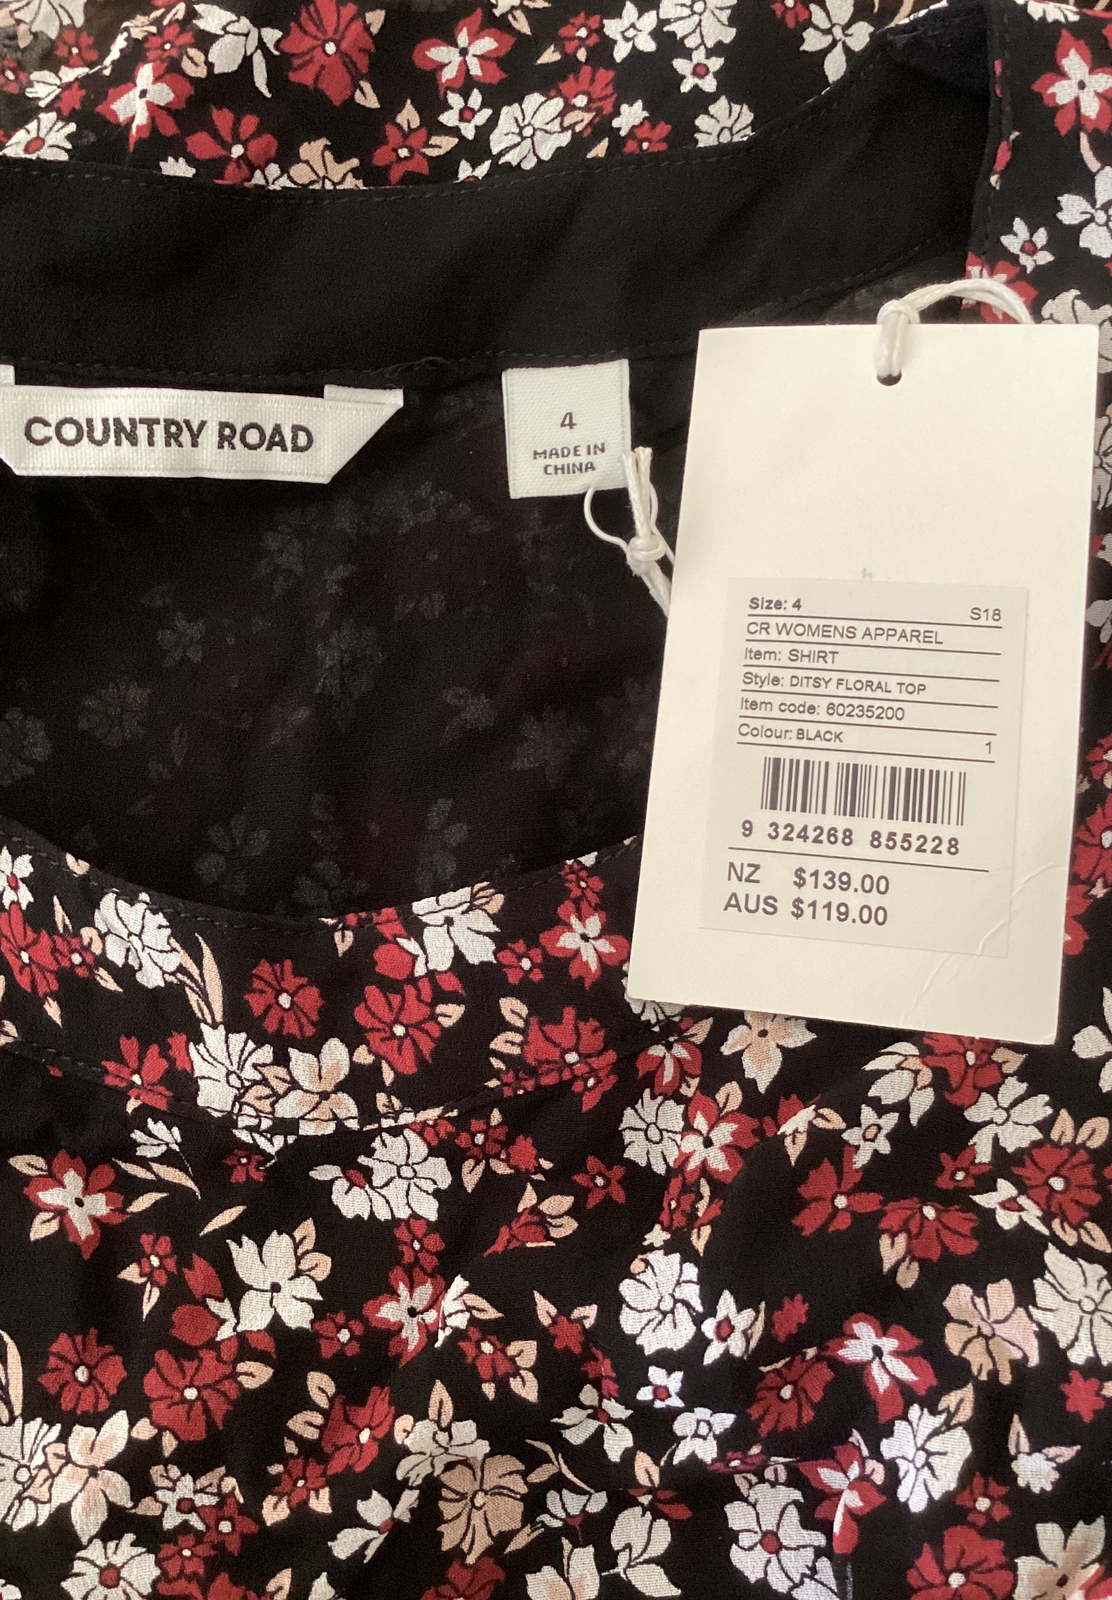 COUNTRY ROAD
4
MADE IN
CHINA
Size: 4 S18
CR WOMENS APPAREL
Item: SHIRT
Style: DITSY FLORAL TOP
Item code: 60235200
Colour: BLACK 1
9 324268 855228
NZ $139.00
AUS $119.00